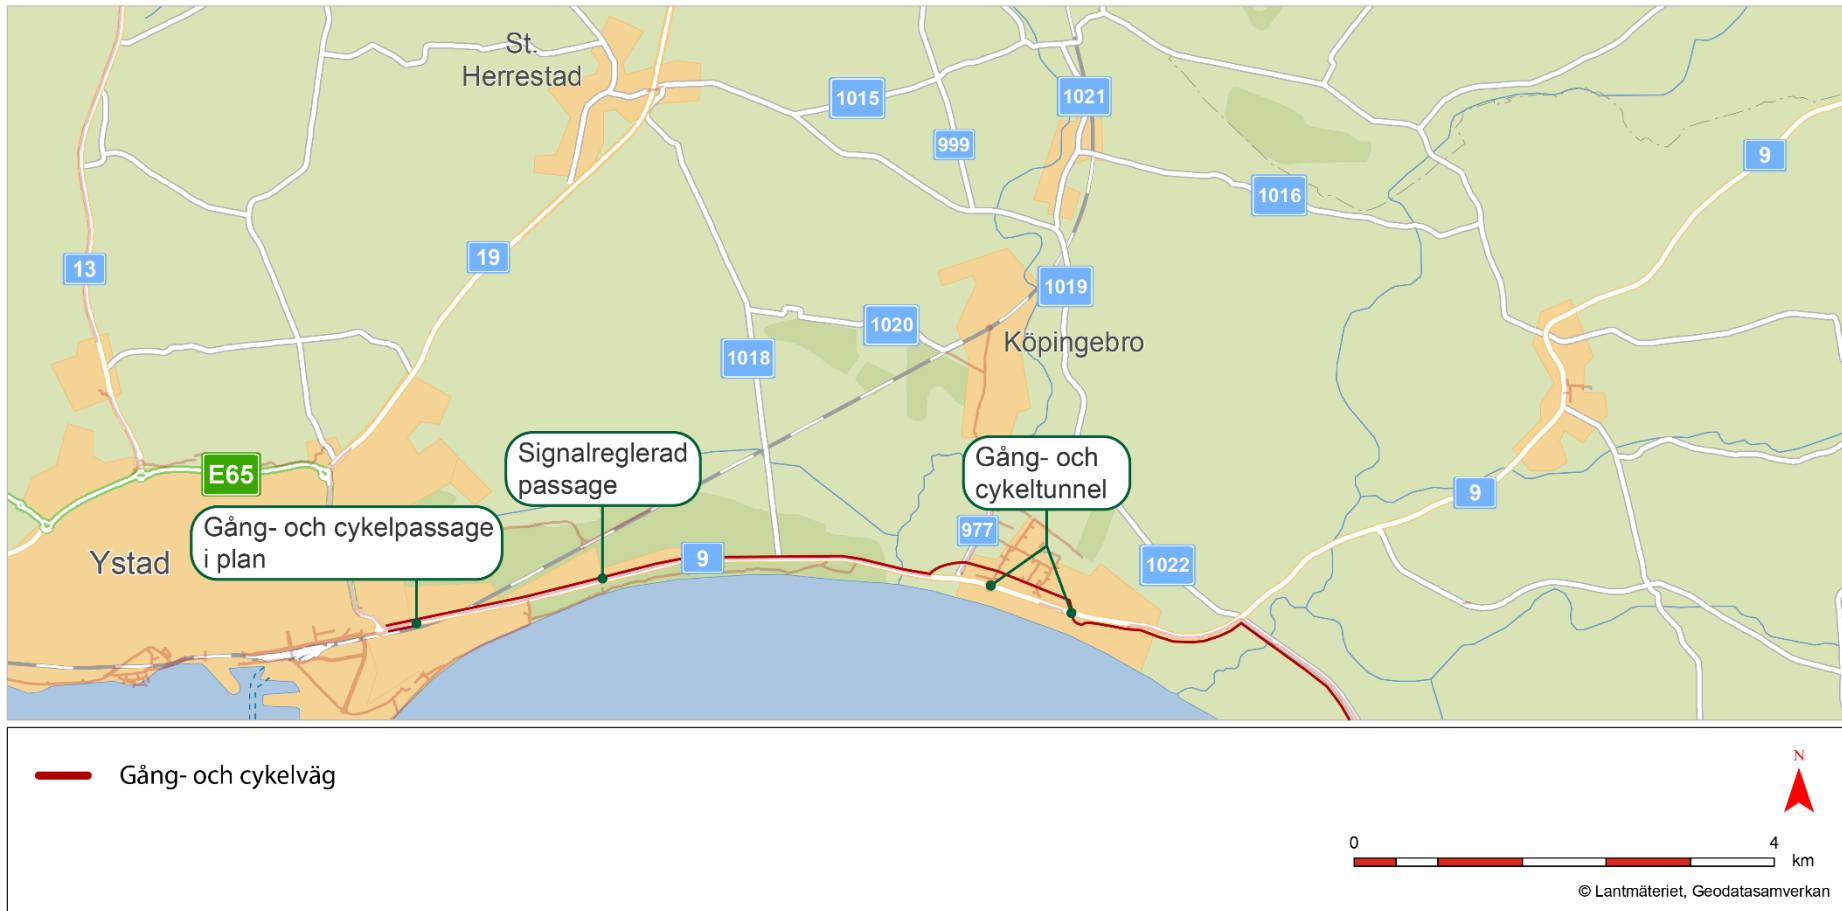 St.
Herrestad
1015
1021
999
9
1016
13
19
1019
1020
Köpingebro
1018
Signalreglerad
passage
Gång- och
cykeltunnel
E65
9
Gång- och cykelpassage
i plan
977
Ystad
9
1022
Gång- och cykelväg
N
0 4
km
© Lantmäteriet, Geodatasamverkan